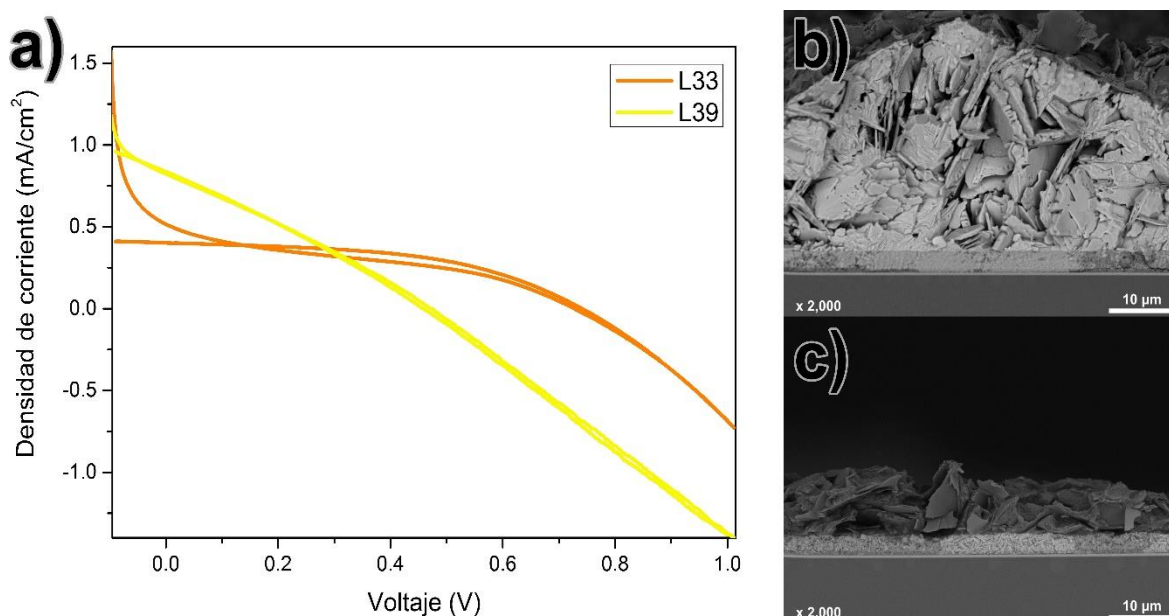 a)
1.5
1.0
0.5
0.0
-0.5
-1.0
Densidad de corriente (mA/cm²)
L33
L39
0.0 0.2 0.4 0.6 0.8 1.0
Voltaje (V)
b)
x 2,000 10 µm
c)
x 2,000 10 µm